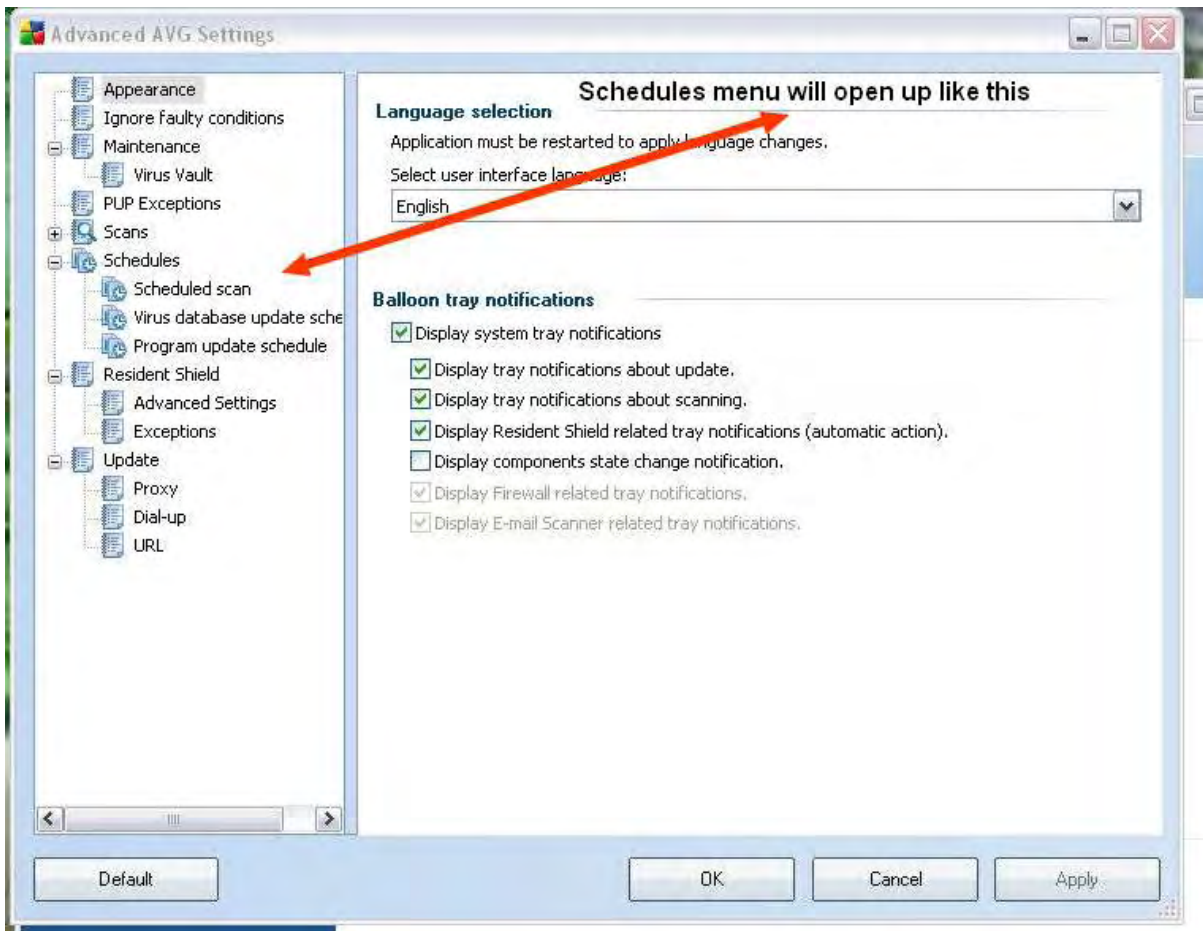 Advanced AVG Settings
Appearance
Ignore faulty conditions
Maintenance
Virus Vault
PUP Exceptions
Scans
Schedules
Scheduled scan
Virus database update sche
Program update schedule
Resident Shield
Advanced Settings
Exceptions
Update
Proxy
Dial-up
URL
Schedules menu will open up like this
Language selection
Application must be restarted to apply language changes.
Select user interface language:
English
Balloon tray notifications
Display system tray notifications
Display tray notifications about update.
Display tray notifications about scanning.
Display Resident Shield related tray notifications (automatic action).
Display components state change notification.
Display Firewall related tray notifications.
Display E-mail Scanner related tray notifications.
Default
OK
Cancel
Apply